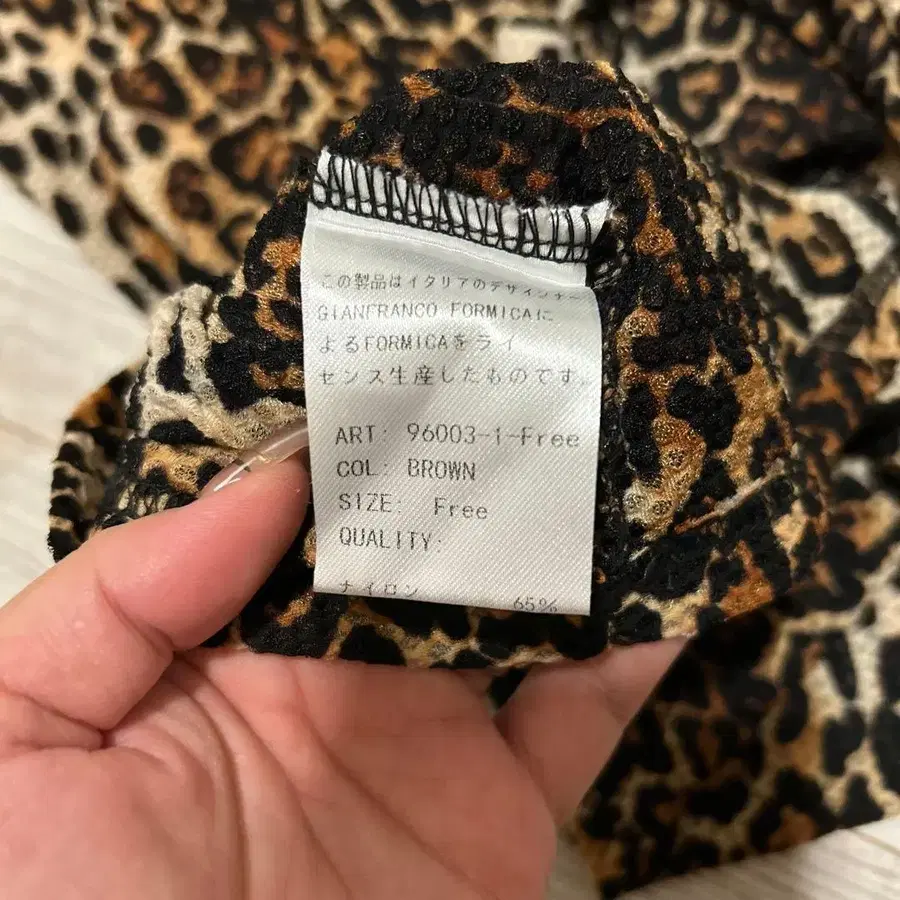 この製品はイタリアのデザイナー
GIANFRANCO FORMICAに
よるFORMICAをライ
センス生産したものです。
ART: 96003-1-Free
COL: BROWN
SIZE: Free
QUALITY:
ナイロン 65%